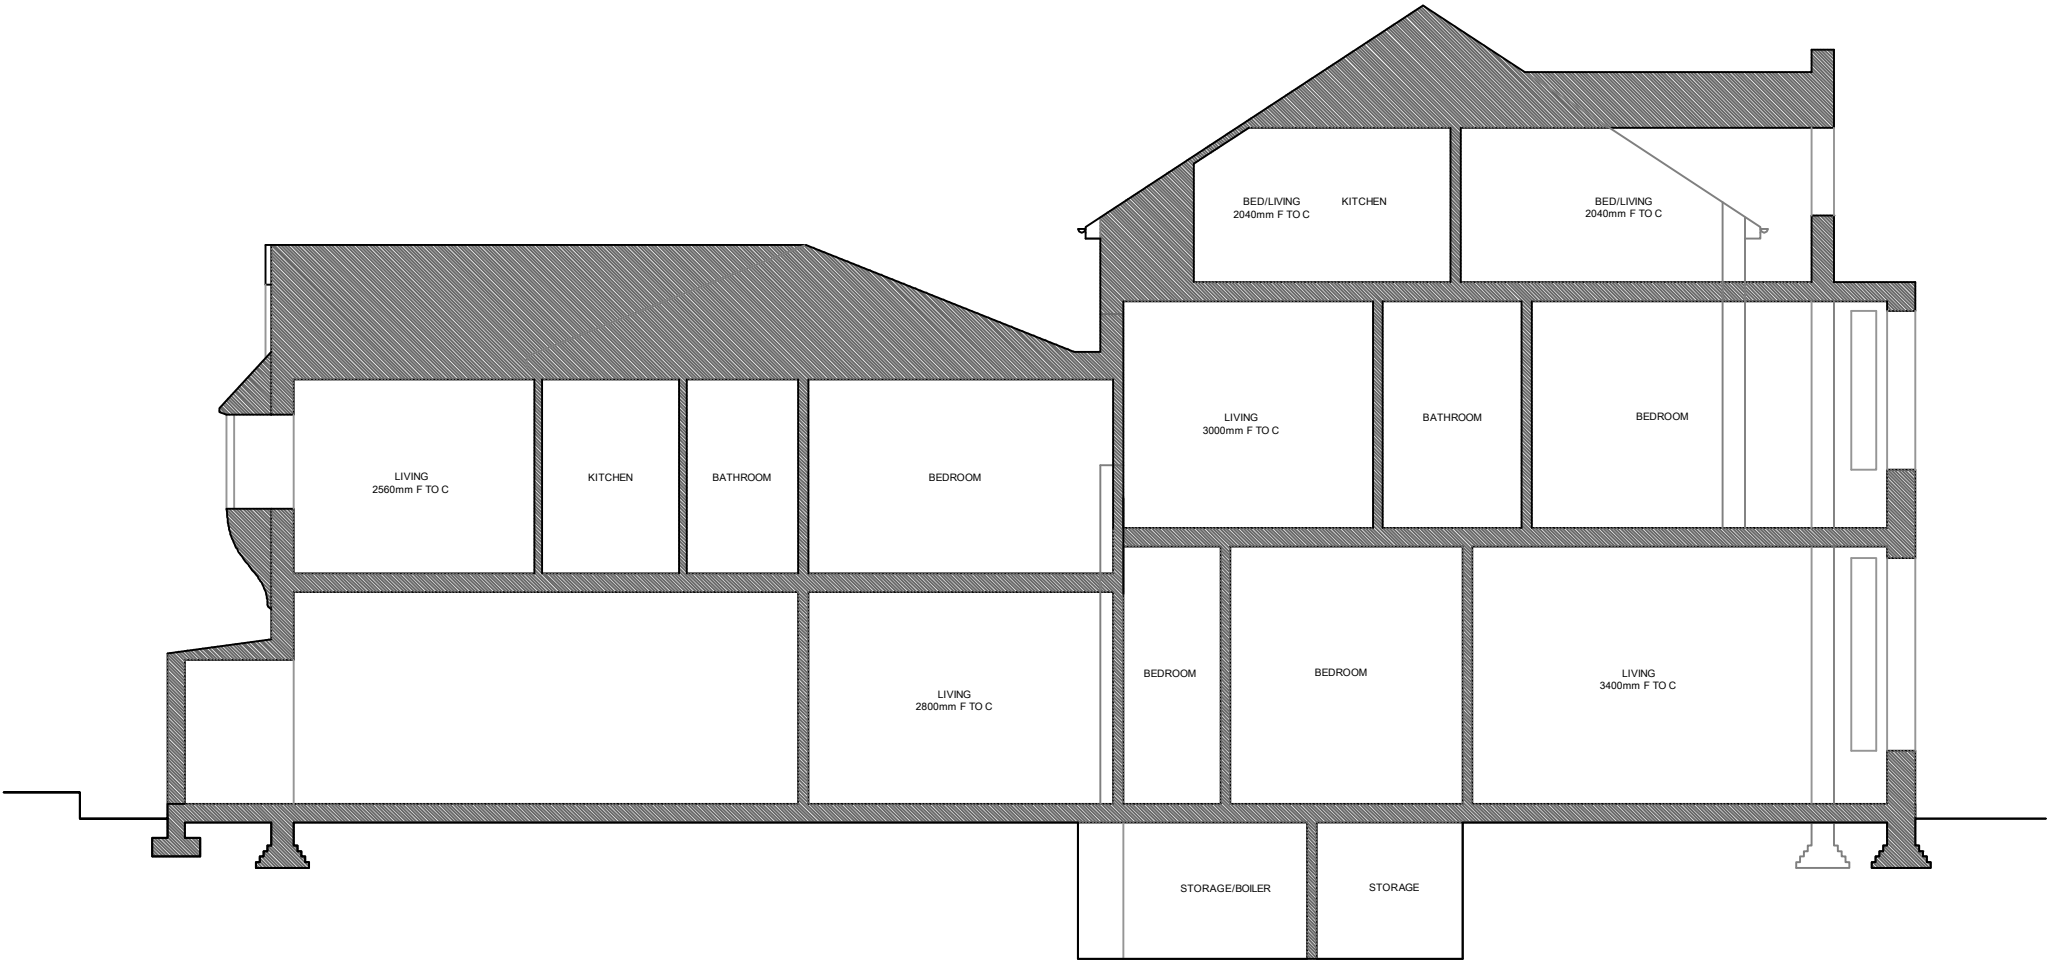 BED/LIVING
2040mm F TO C
KITCHEN
BED/LIVING
2040mm F TO C
LIVING
3000mm F TO C
BATHROOM
BEDROOM
LIVING
2560mm F TO C
KITCHEN
BATHROOM
BEDROOM
LIVING
2800mm F TO C
BEDROOM
BEDROOM
LIVING
3400mm F TO C
STORAGE/BOILER
STORAGE